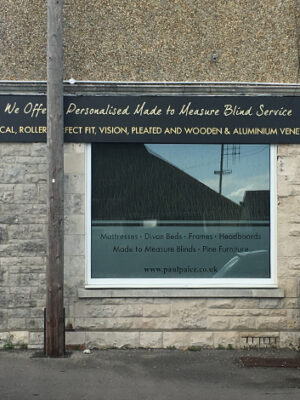 We Offer Personalised Made to Measure Blind Service
CAL, ROLLER, FECT FIT, VISION, PLEATED AND WOODEN & ALUMINIUM VENE
Mattresses · Divan Beds · Frames · Headboards
Made to Measure Blinds · Pine Furniture
www.paulpaice.co.uk